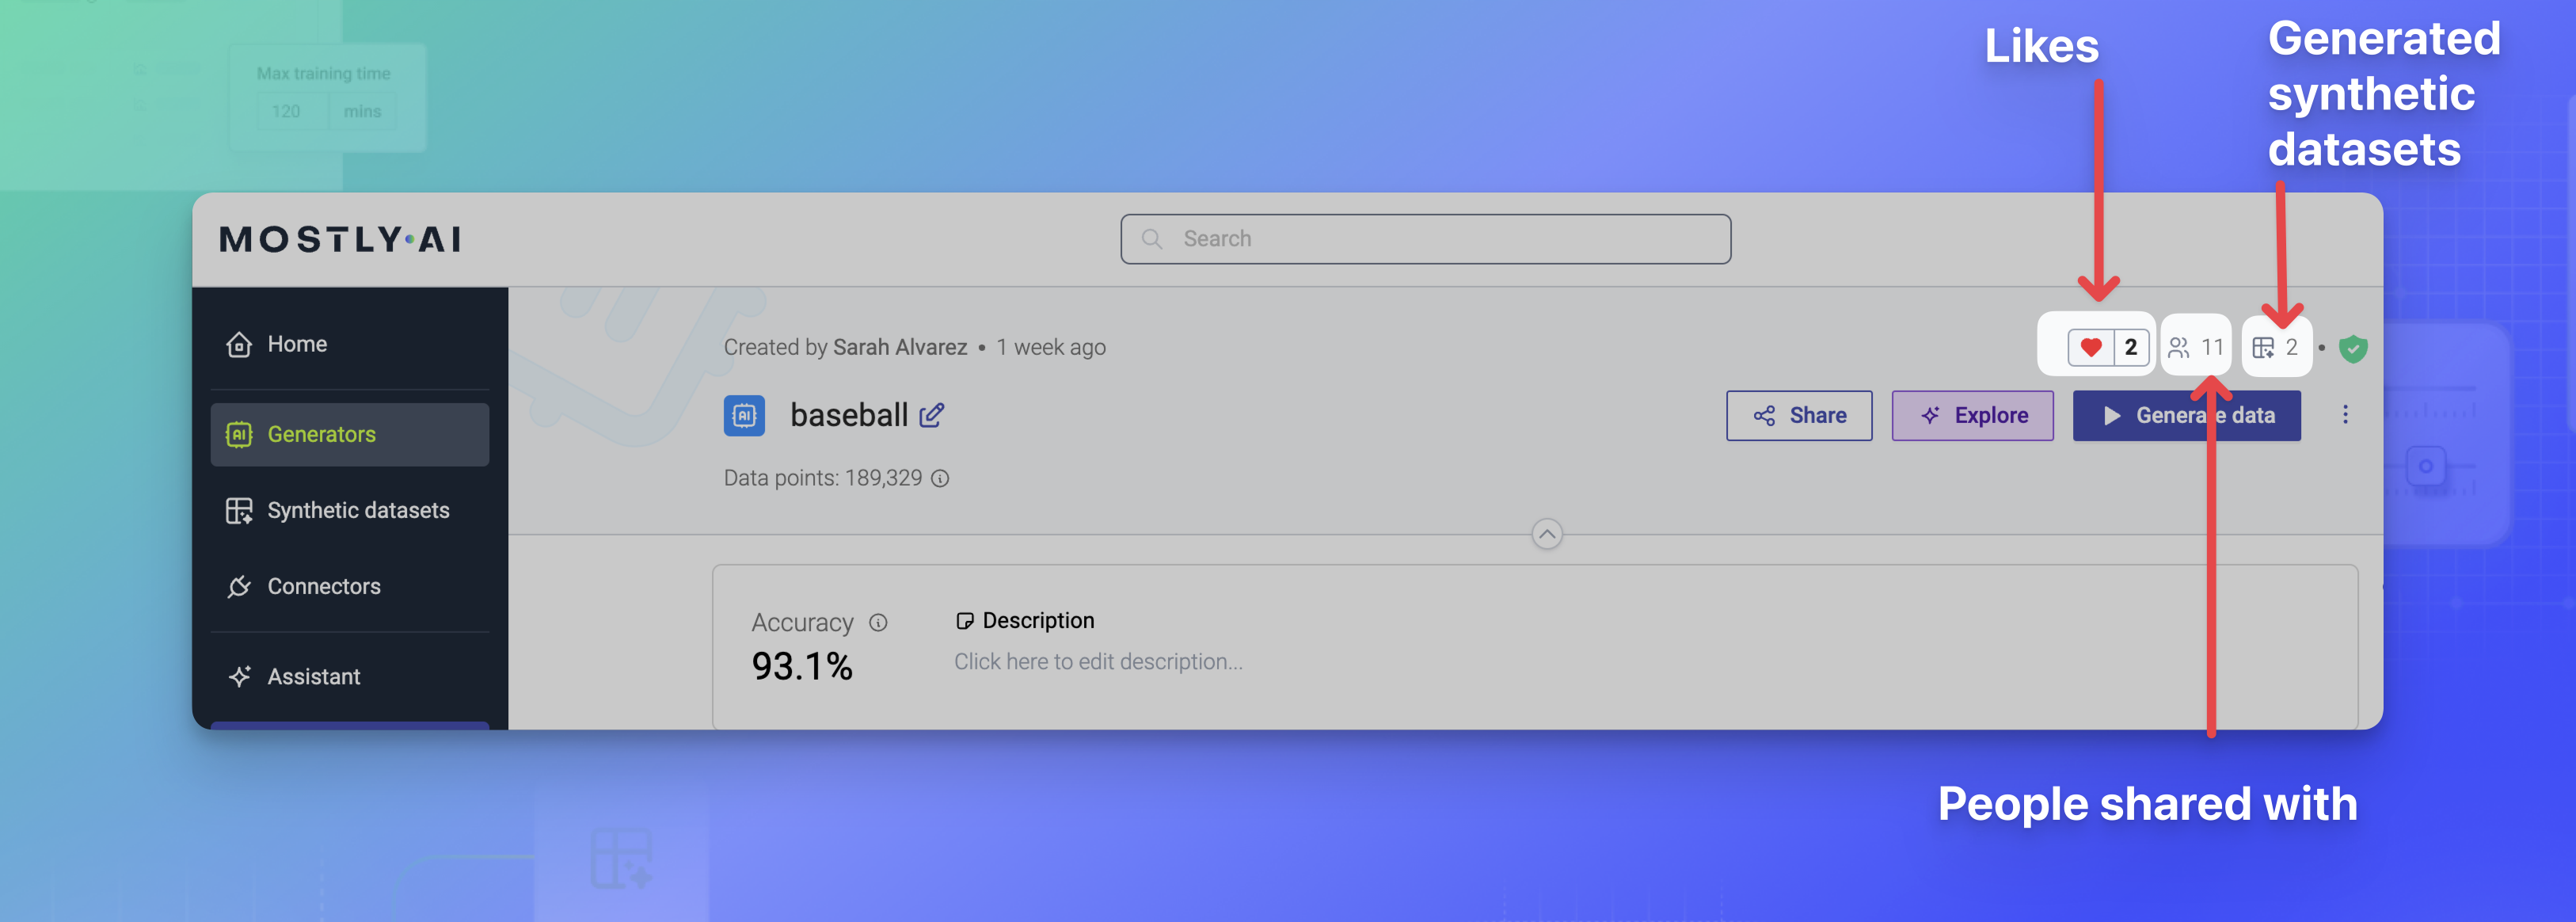 Likes
Generated
synthetic
datasets
Max training time
120 mins
MOSTLY·AI
Search
Home
Generators
Synthetic datasets
Connectors
Assistant
Created by Sarah Alvarez • 1 week ago
2
11
2
baseball
Share
Explore
Generate data
Data points: 189,329
Accuracy
93.1%
Description
Click here to edit description...
People shared with